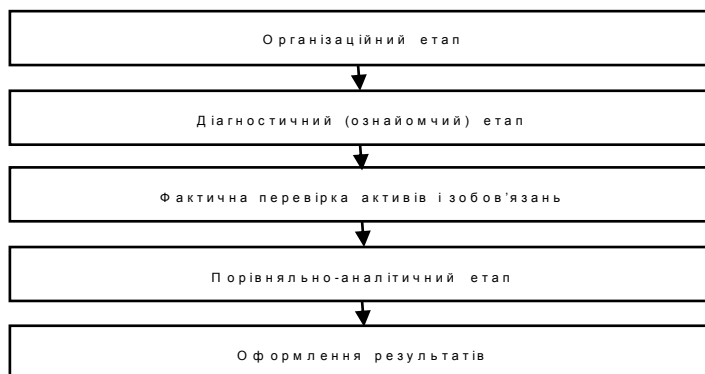 Організаційний етап
Діагностичний (ознайомчий) етап
Фактична перевірка активів і зобов’язань
Порівняльно-аналітичний етап
Оформлення результатів